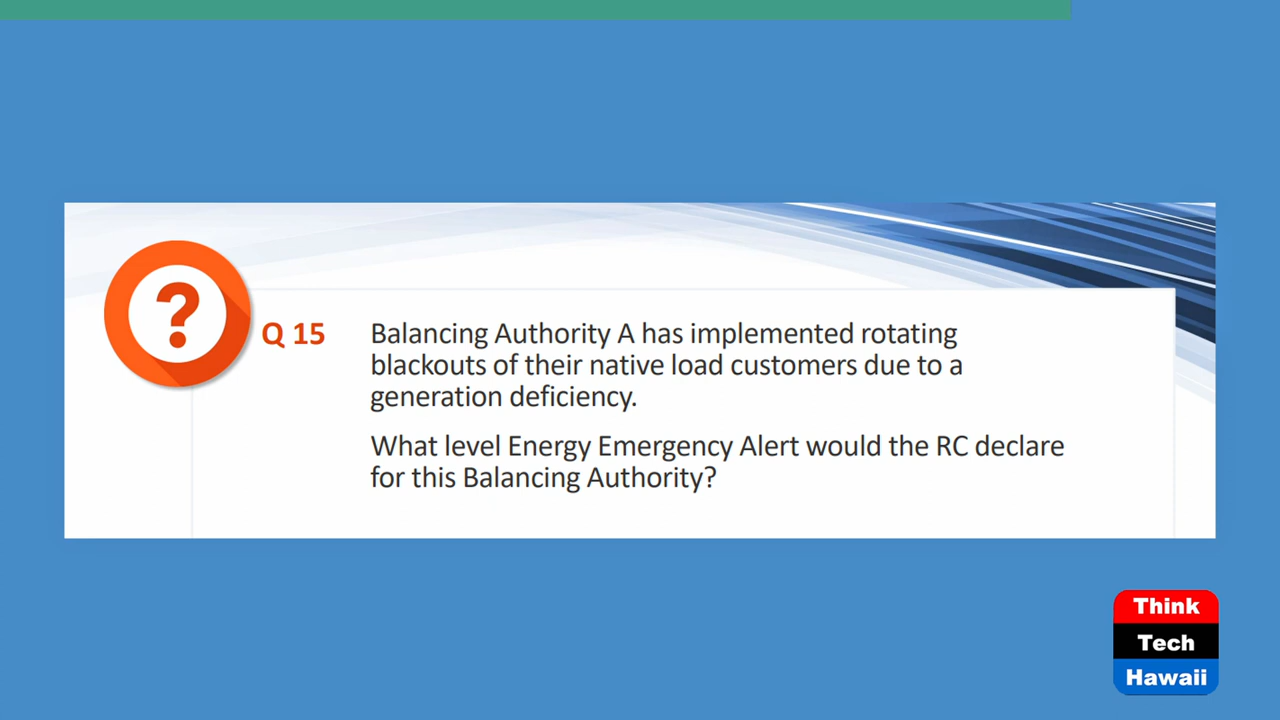 ?
Q 15
Balancing Authority A has implemented rotating
blackouts of their native load customers due to a
generation deficiency.
What level Energy Emergency Alert would the RC declare
for this Balancing Authority?
Think
Tech
Hawaii